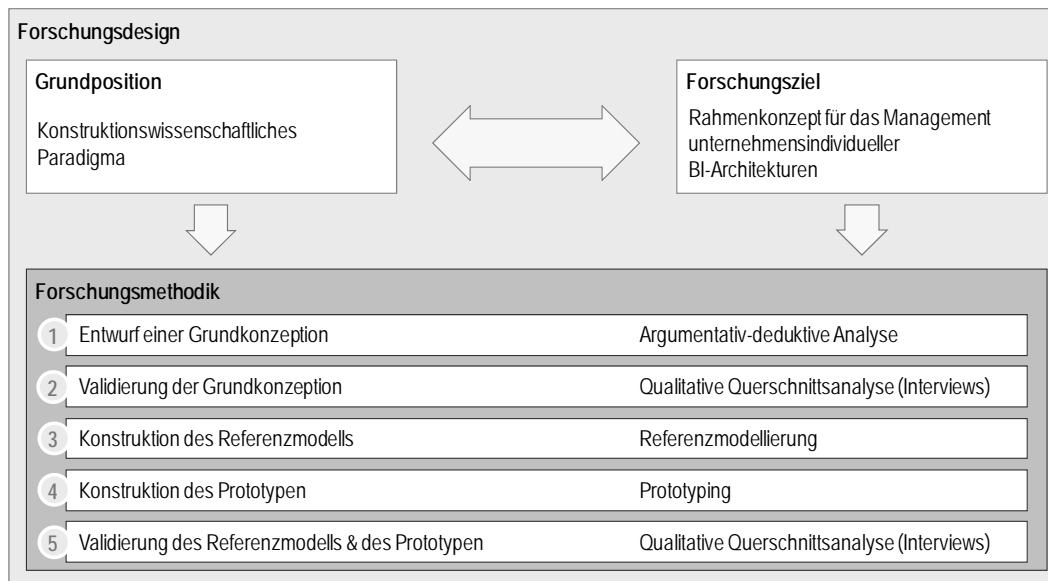 Forschungsdesign
Grundposition
Konstruktionswissenschaftliches
Paradigma
Forschungsziel
Rahmenkonzept für das Management
unternehmensindividueller
BI-Architekturen
Forschungsmethodik
1 Entwurf einer Grundkonzeption Argumentativ-deduktive Analyse
2 Validierung der Grundkonzeption Qualitative Querschnittsanalyse (Interviews)
3 Konstruktion des Referenzmodells Referenzmodellierung
4 Konstruktion des Prototypen Prototyping
5 Validierung des Referenzmodells & des Prototypen Qualitative Querschnittsanalyse (Interviews)